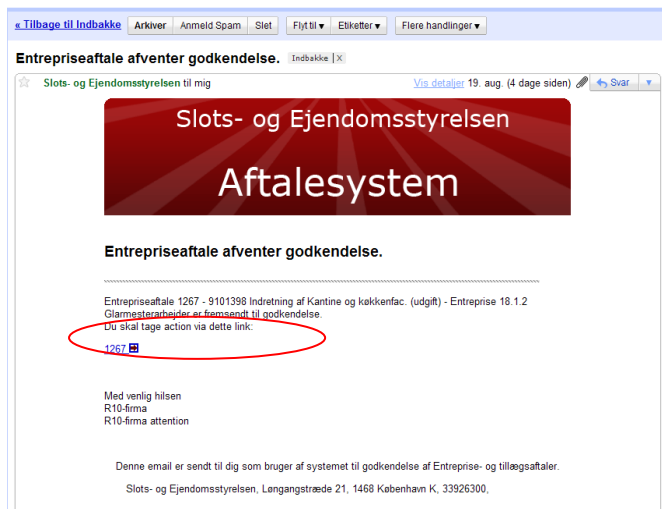 « Tilbage til Indbakke Arkiver Anmeld Spam Slet Flyt til ▾ Etiketter ▾ Flere handlinger ▾
Entrepriseaftale afventer godkendelse. Indbakke | X
Slots- og Ejendomsstyrelsen til mig Vis detaljer 19. aug. (4 dage siden) Svar ▾
Slots- og Ejendomsstyrelsen
Aftalesystem
Entrepriseaftale afventer godkendelse.
Entrepriseaftale 1267 - 9101398 Indretning af Kantine og køkkenfac. (udgift) - Entreprise 18.1.2
Glarmesterarbejder er fremsendt til godkendelse.
Du skal tage action via dette link:
1267
Med venlig hilsen
R10-firma
R10-firma attention
Denne email er sendt til dig som bruger af systemet til godkendelse af Entreprise- og tillægsaftaler.
Slots- og Ejendomsstyrelsen, Løngangstræde 21, 1468 København K, 33926300,